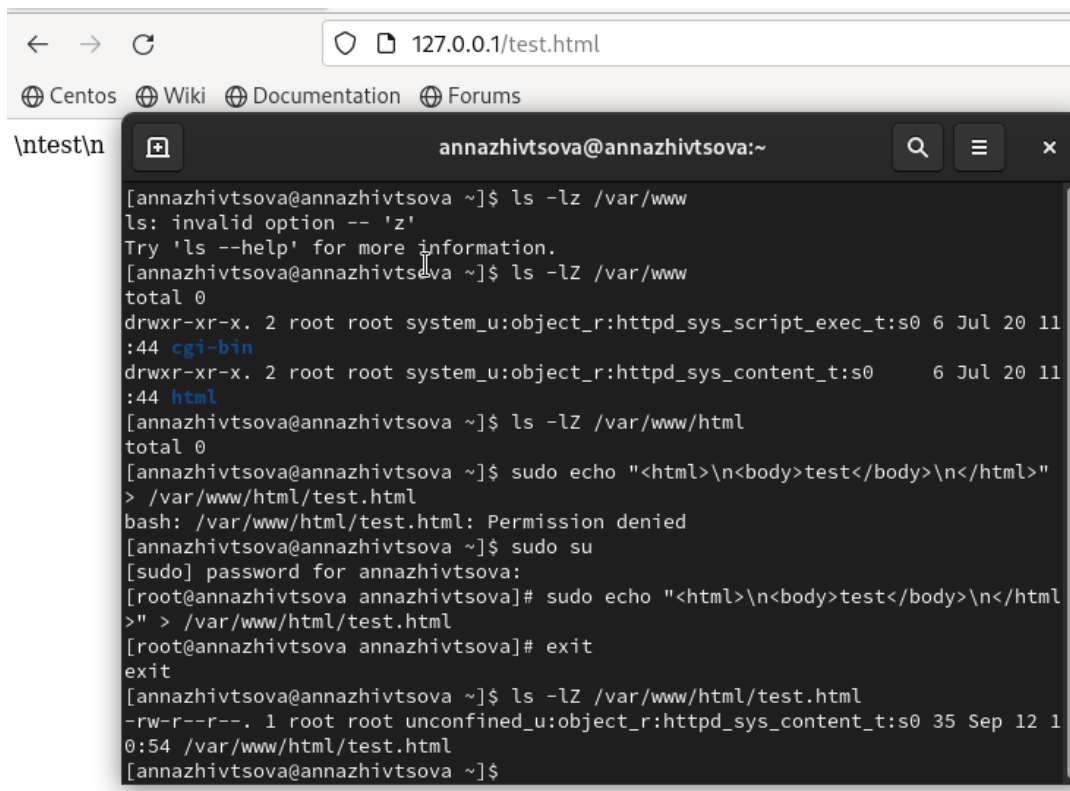 127.0.0.1/test.html
Centos Wiki Documentation Forums
\ntest\n
annazhivtsova@annazhivtsova:~
[annazhivtsova@annazhivtsova ~]$ ls -lz /var/www
ls: invalid option -- 'z'
Try 'ls --help' for more information.
[annazhivtsova@annazhivtsova ~]$ ls -lZ /var/www
total 0
drwxr-xr-x. 2 root root system_u:object_r:httpd_sys_script_exec_t:s0 6 Jul 20 11
:44 cgi-bin
drwxr-xr-x. 2 root root system_u:object_r:httpd_sys_content_t:s0     6 Jul 20 11
:44 html
[annazhivtsova@annazhivtsova ~]$ ls -lZ /var/www/html
total 0
[annazhivtsova@annazhivtsova ~]$ sudo echo "<html>\n<body>test</body>\n</html>"
> /var/www/html/test.html
bash: /var/www/html/test.html: Permission denied
[annazhivtsova@annazhivtsova ~]$ sudo su
[sudo] password for annazhivtsova:
[root@annazhivtsova annazhivtsova]# sudo echo "<html>\n<body>test</body>\n</html
>" > /var/www/html/test.html
[root@annazhivtsova annazhivtsova]# exit
exit
[annazhivtsova@annazhivtsova ~]$ ls -lZ /var/www/html/test.html
-rw-r--r--. 1 root root unconfined_u:object_r:httpd_sys_content_t:s0 35 Sep 12 1
0:54 /var/www/html/test.html
[annazhivtsova@annazhivtsova ~]$